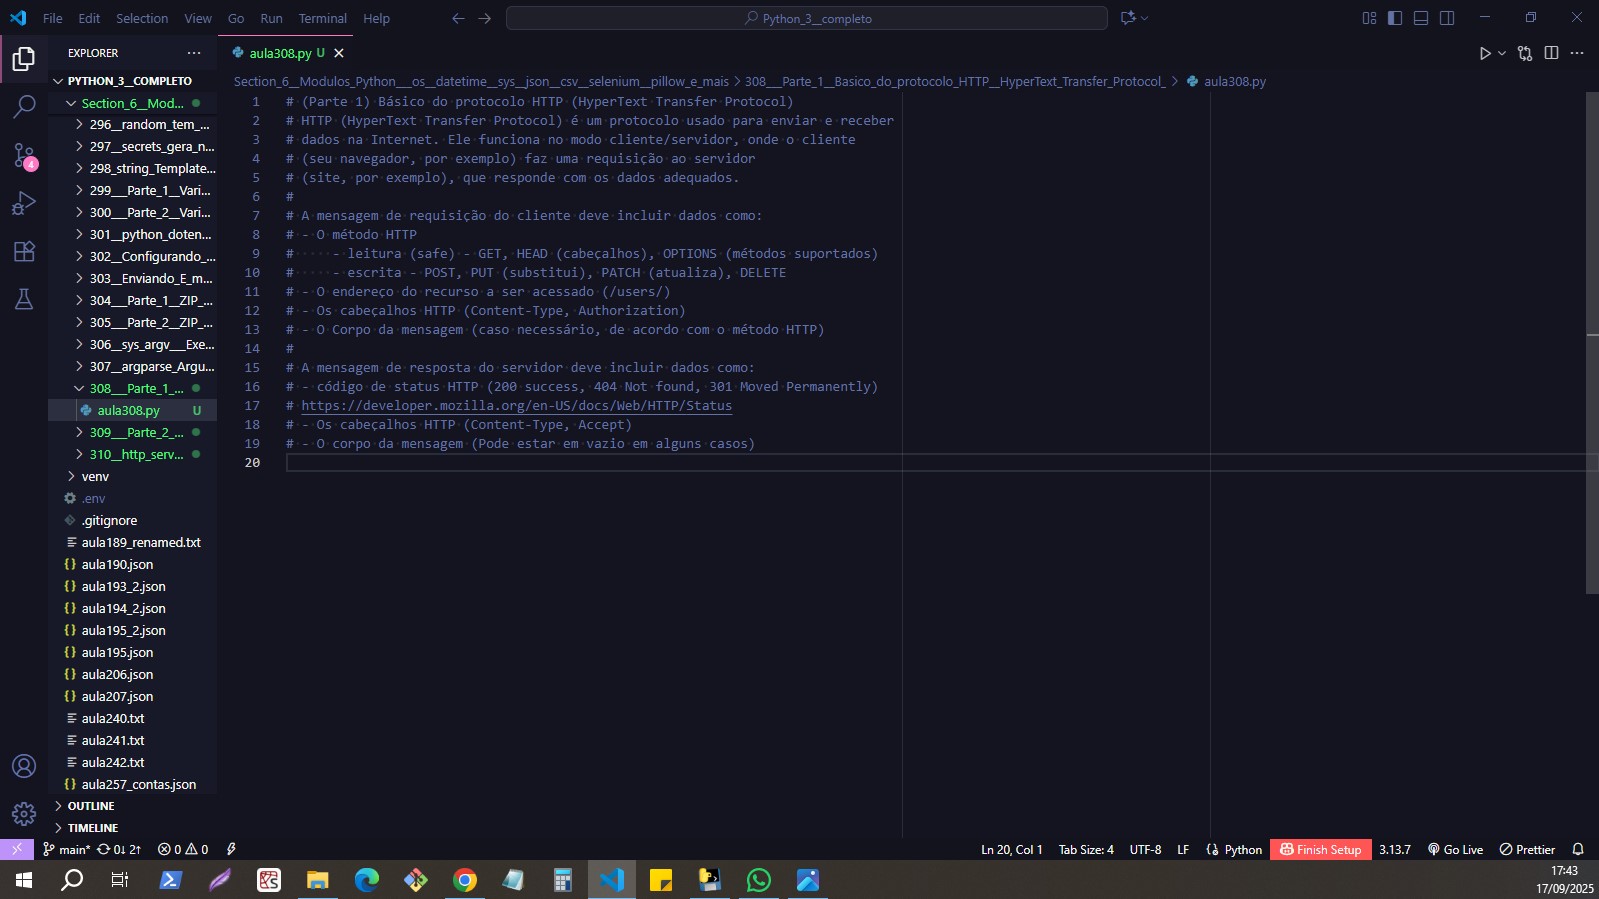 File Edit Selection View Go Run Terminal Help
Python_3__completo
EXPLORER
PYTHON_3__COMPLETO
Section_6__Mod...
296__random_tem_...
297__secrets_gera_n...
298_string_Template...
299___Parte_1__Vari...
300___Parte_2__Vari...
301__python_doten...
302__Configurando_...
303__Enviando_E_m...
304___Parte_1__ZIP_...
305___Parte_2__ZIP_...
306__sys_argv___Exe...
307__argparse_Argu...
308___Parte_1_...
aula308.py U
309___Parte_2_...
310__http_serv...
venv
.env
.gitignore
aula189_renamed.txt
aula190.json
aula193_2.json
aula194_2.json
aula195_2.json
aula195.json
aula206.json
aula207.json
aula240.txt
aula241.txt
aula242.txt
aula257_contas.json
OUTLINE
TIMELINE
4
aula308.py U
Section_6__Modulos_Python___os__datetime__sys__json__csv__selenium__pillow_e_mais > 308___Parte_1__Basico_do_protocolo_HTTP__HyperText_Transfer_Protocol_ > aula308.py
1 # (Parte 1) Básico do protocolo HTTP (HyperText Transfer Protocol)
2 # HTTP (HyperText Transfer Protocol) é um protocolo usado para enviar e receber
3 # dados na Internet. Ele funciona no modo cliente/servidor, onde o cliente
4 # (seu navegador, por exemplo) faz uma requisição ao servidor
5 # (site, por exemplo), que responde com os dados adequados.
6 #
7 # A mensagem de requisição do cliente deve incluir dados como:
8 # - O método HTTP
9 #     - leitura (safe) - GET, HEAD (cabeçalhos), OPTIONS (métodos suportados)
10 #     - escrita - POST, PUT (substitui), PATCH (atualiza), DELETE
11 # - O endereço do recurso a ser acessado (/users/)
12 # - Os cabeçalhos HTTP (Content-Type, Authorization)
13 # - O Corpo da mensagem (caso necessário, de acordo com o método HTTP)
14 #
15 # A mensagem de resposta do servidor deve incluir dados como:
16 # - código de status HTTP (200 success, 404 Not found, 301 Moved Permanently)
17 # https://developer.mozilla.org/en-US/docs/Web/HTTP/Status
18 # - Os cabeçalhos HTTP (Content-Type, Accept)
19 # - O corpo da mensagem (Pode estar em vazio em alguns casos)
20
main* 0↓ 2↑ 0 0 Ln 20, Col 1 Tab Size: 4 UTF-8 LF Python Finish Setup 3.13.7 Go Live Prettier
17:43
17/09/2025